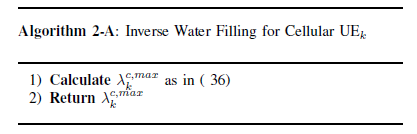 Algorithm 2-A: Inverse Water Filling for Cellular UE_k
1) Calculate λ_k^{c,max} as in ( 36)
2) Return λ_k^{c,max}